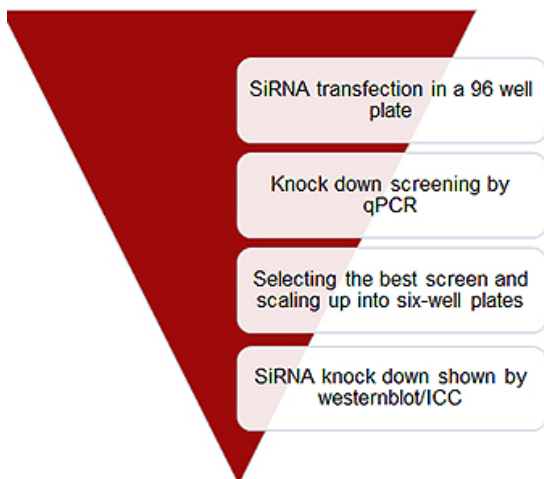 SiRNA transfection in a 96 well
plate
Knock down screening by
qPCR
Selecting the best screen and
scaling up into six-well plates
SiRNA knock down shown by
westernblot/ICC